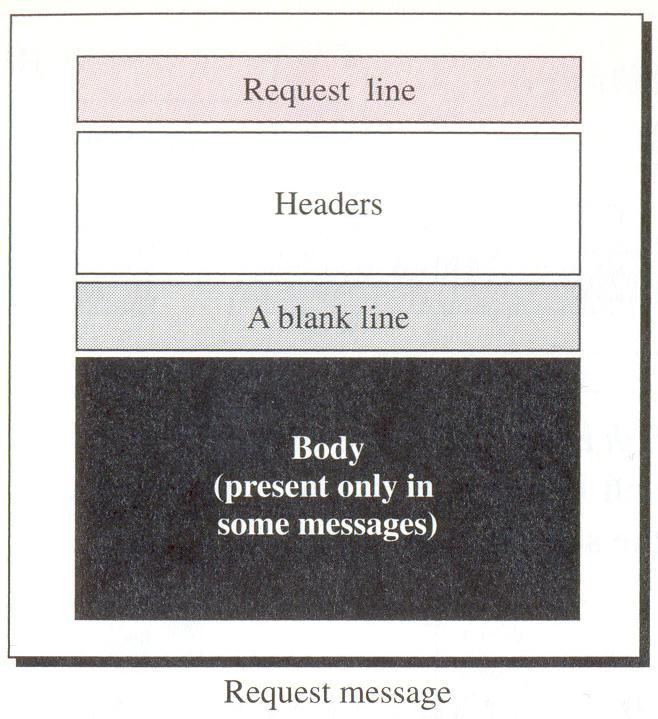 Request line
Headers
A blank line
Body
(present only in
some messages)
Request message